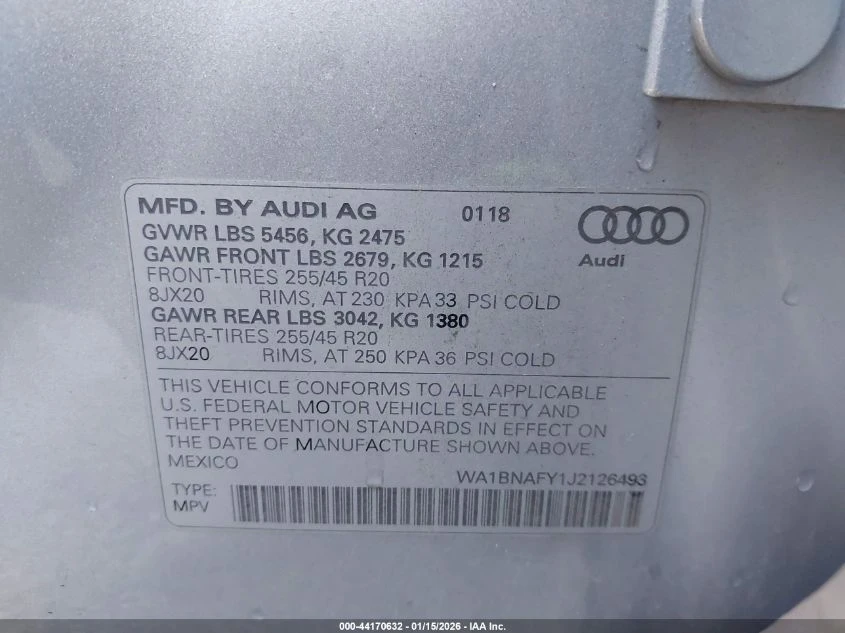 MFD. BY AUDI AG 0118
GVWR LBS 5456, KG 2475
GAWR FRONT LBS 2679, KG 1215
Audi
FRONT-TIRES 255/45 R20
8JX20 RIMS, AT 230 KPA 33 PSI COLD
GAWR REAR LBS 3042, KG 1380
REAR-TIRES 255/45 R20
8JX20 RIMS, AT 250 KPA 36 PSI COLD
THIS VEHICLE CONFORMS TO ALL APPLICABLE
U.S. FEDERAL MOTOR VEHICLE SAFETY AND
THEFT PREVENTION STANDARDS IN EFFECT ON
THE DATE OF MANUFACTURE SHOWN ABOVE.
MEXICO
WA1BNAFY1J2126493
TYPE:
MPV
000-44170632 - 01/15/2026 - IAA Inc.